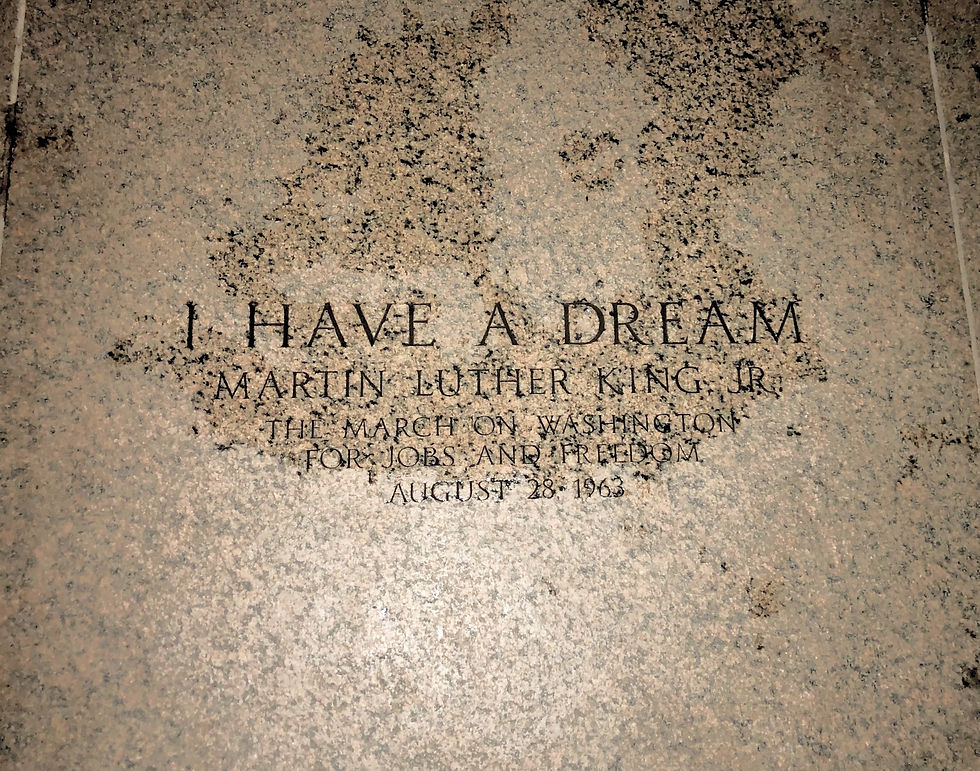 I HAVE A DREAM
MARTIN LUTHER KING JR.
THE MARCH ON WASHINGTON
FOR JOBS AND FREEDOM
AUGUST 28 1963